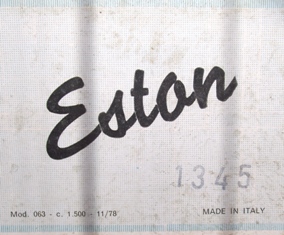 Eston
1345
Mod. 063 - c. 1.500 - 11/78
MADE IN ITALY